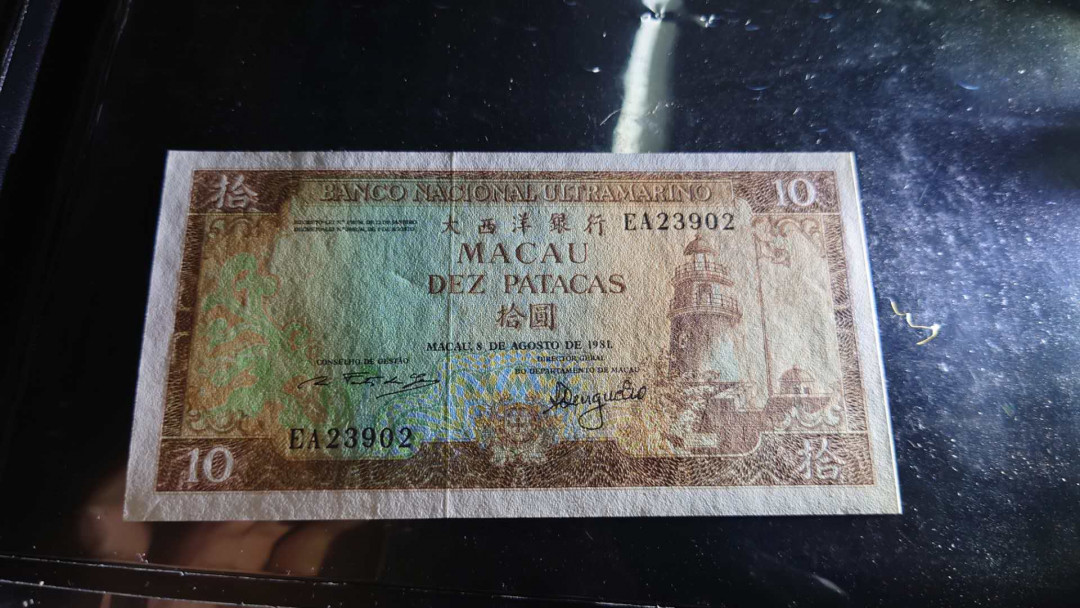 拾 BANCO NACIONAL ULTRAMARINO 10
大西洋銀行 EA23902
MACAU
DEZ PATACAS
拾圓
MACAU, 8 DE AGOSTO DE 1981.
CONSELHO DE GESTÃO
DIRECTOR GERAL
DO DEPARTAMENTO DE MACAU
EA23902
10 拾